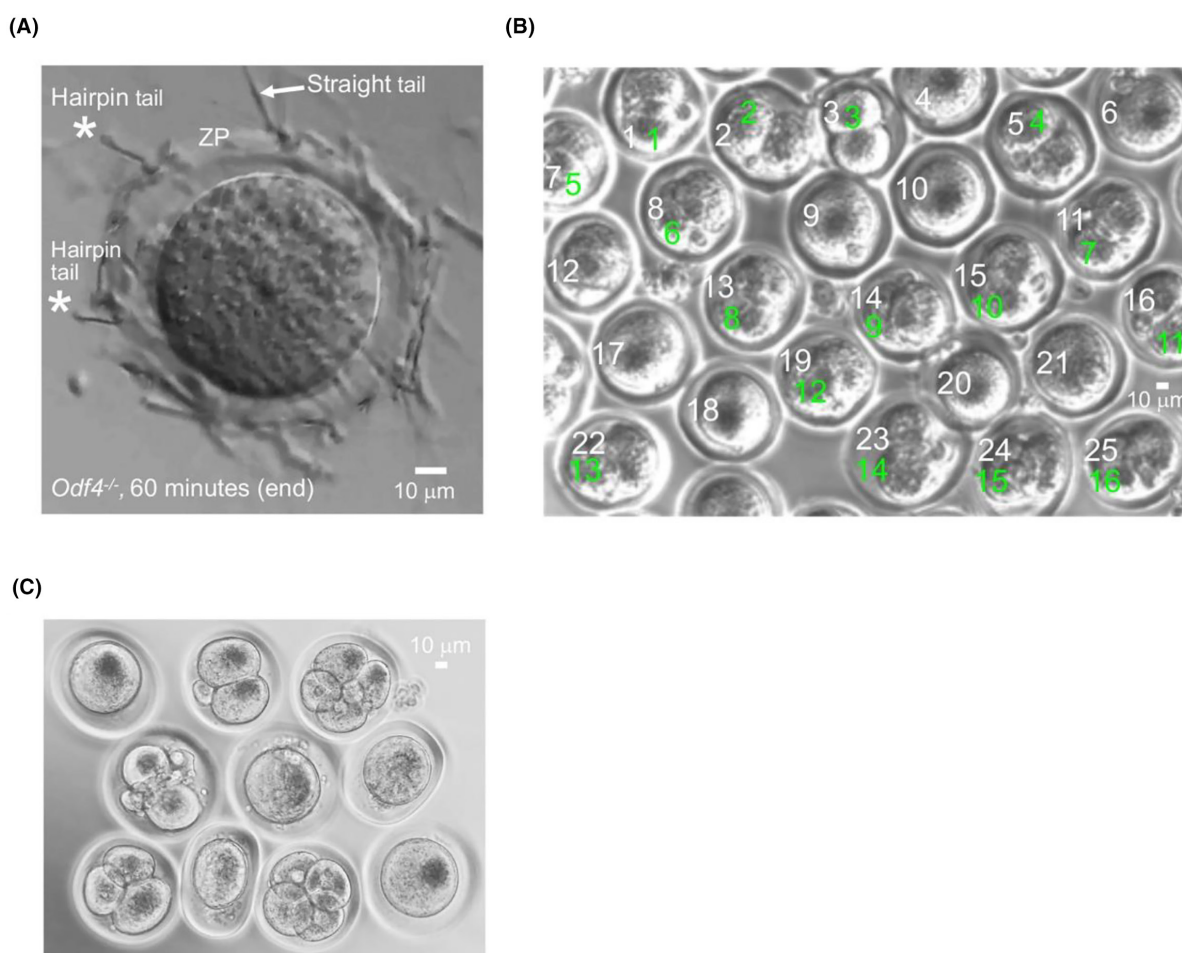 (A)
Hairpin tail
Straight tail
ZP
Hairpin
tail
Odf4-/-, 60 minutes (end)
10 μm
(B)
1 1
2 2
3 3
4
5 4
6
7 5
8 6
9
10
11 7
12
13 8
14 9
15 10
16 11
17
18
19 12
20
21
10 μm
22 13
23 14
24 15
25 16
(C)
10 μm